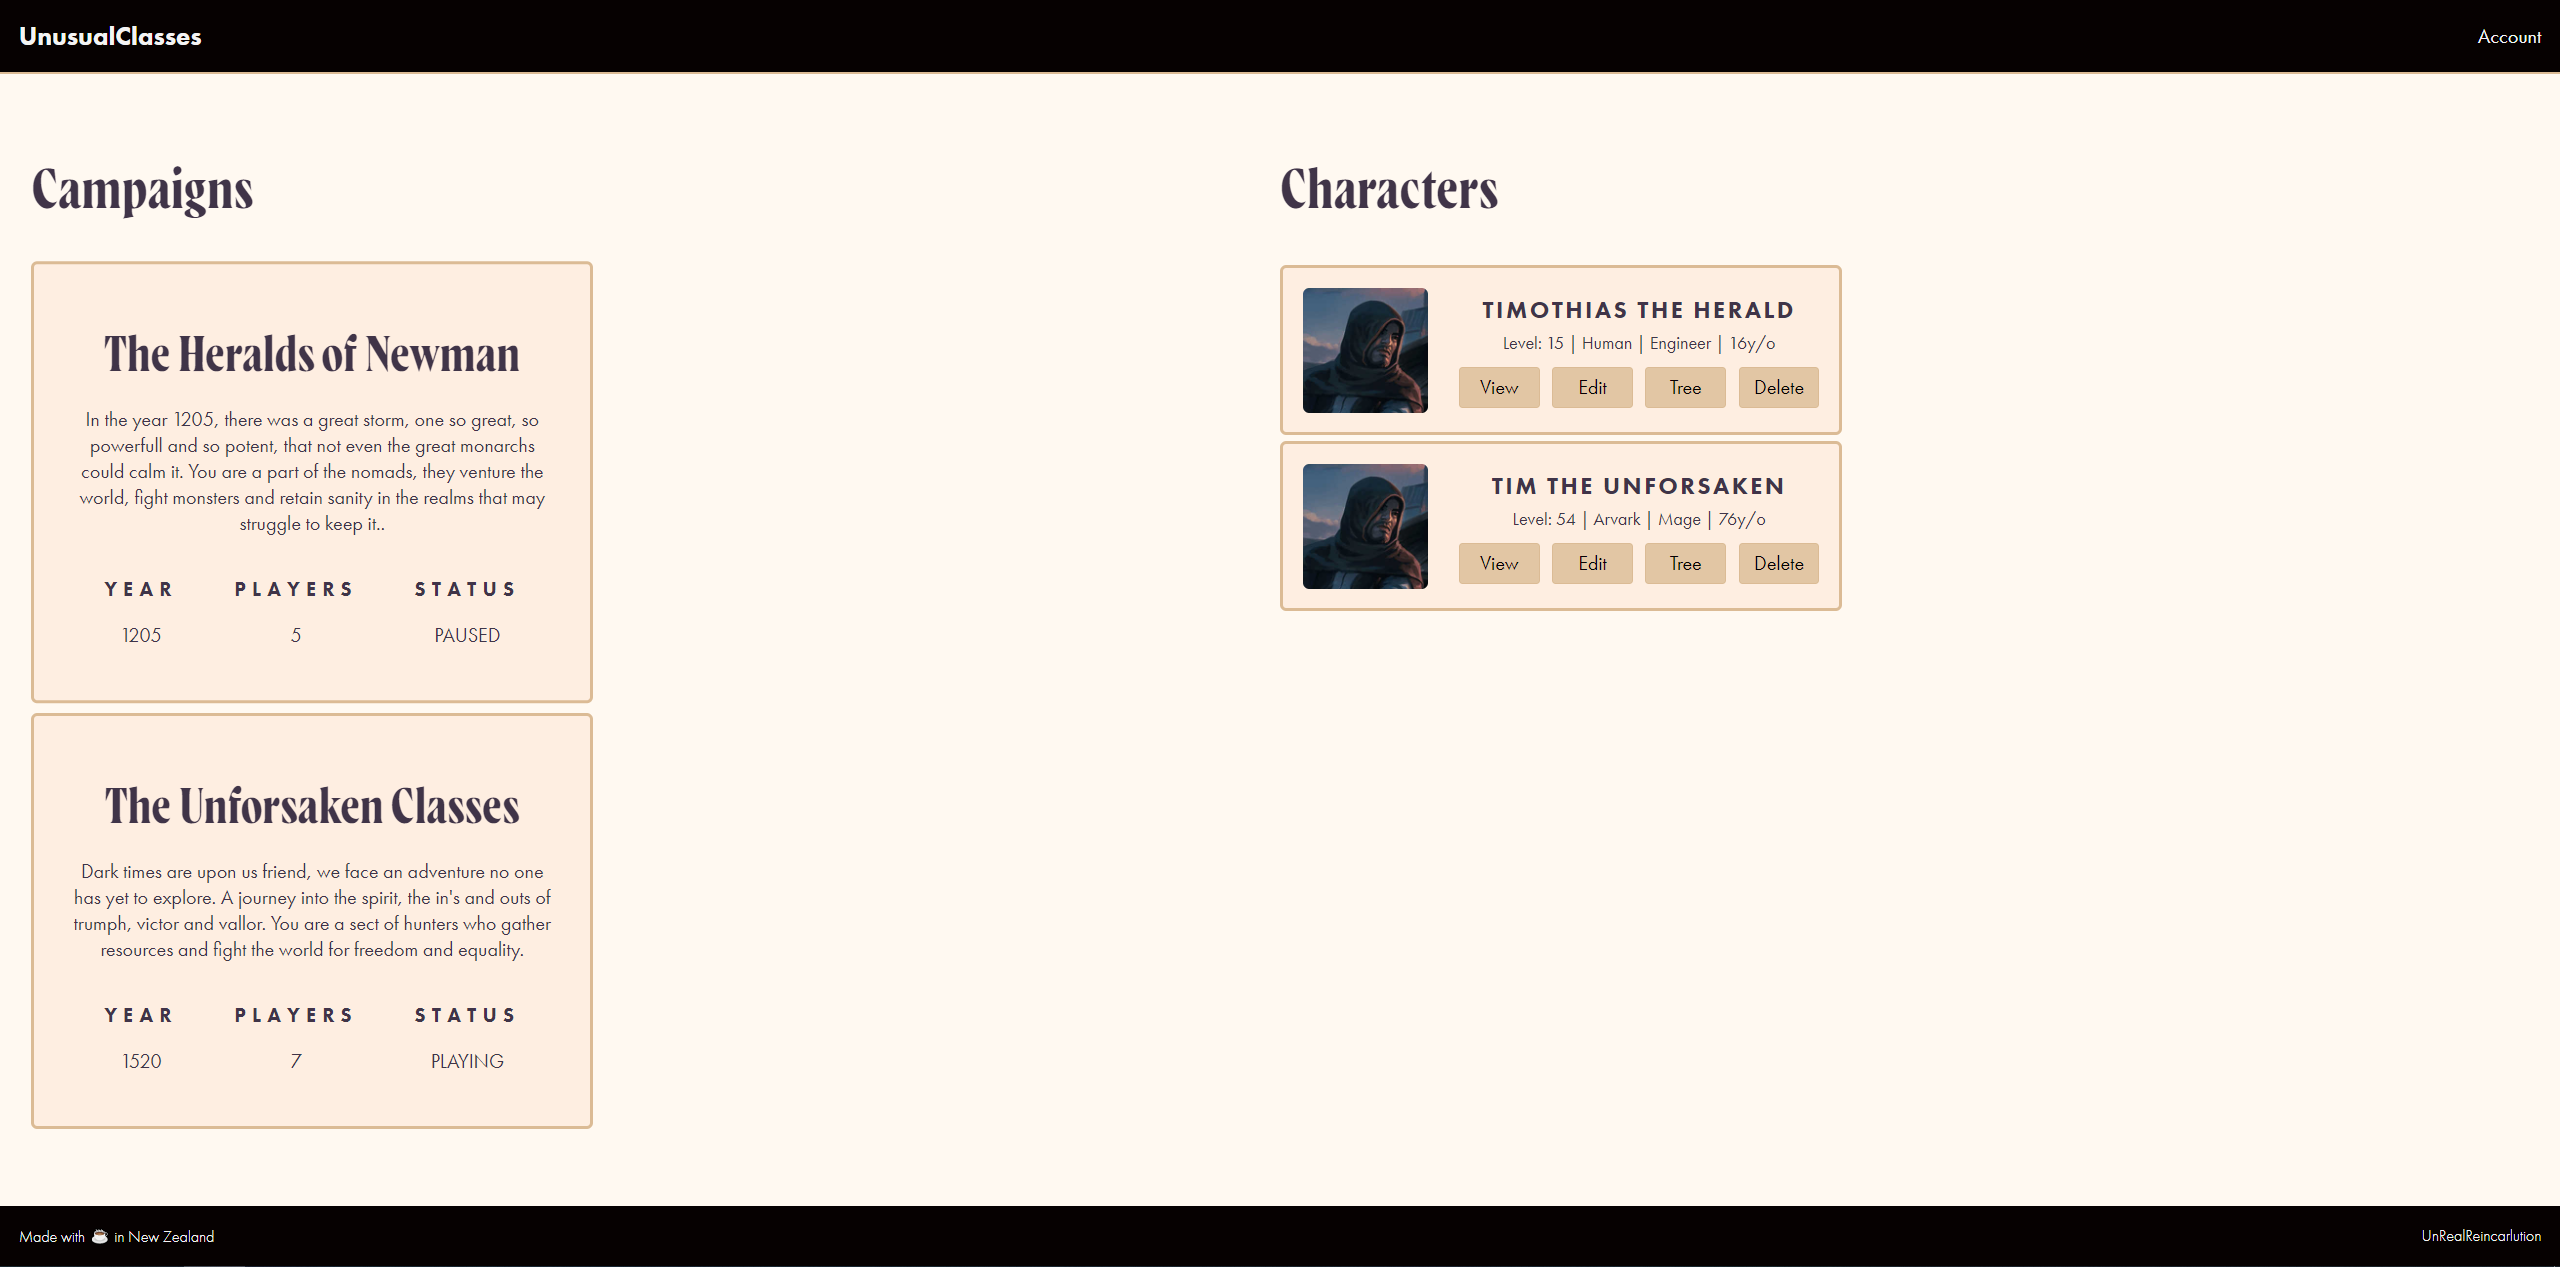 UnusualClasses
Account
Campaigns
The Heralds of Newman
In the year 1205, there was a great storm, one so great, so
powerfull and so potent, that not even the great monarchs
could calm it. You are a part of the nomads, they venture the
world, fight monsters and retain sanity in the realms that may
struggle to keep it..
YEAR PLAYERS STATUS
1205 5 PAUSED
The Unforsaken Classes
Dark times are upon us friend, we face an adventure no one
has yet to explore. A journey into the spirit, the in's and outs of
trumph, victor and vallor. You are a sect of hunters who gather
resources and fight the world for freedom and equality.
YEAR PLAYERS STATUS
1520 7 PLAYING
Characters
TIMOTHIAS THE HERALD
Level: 15 | Human | Engineer | 16y/o
View Edit Tree Delete
TIM THE UNFORSAKEN
Level: 54 | Arvark | Mage | 76y/o
View Edit Tree Delete
Made with ☕ in New Zealand
UnRealReincarlution